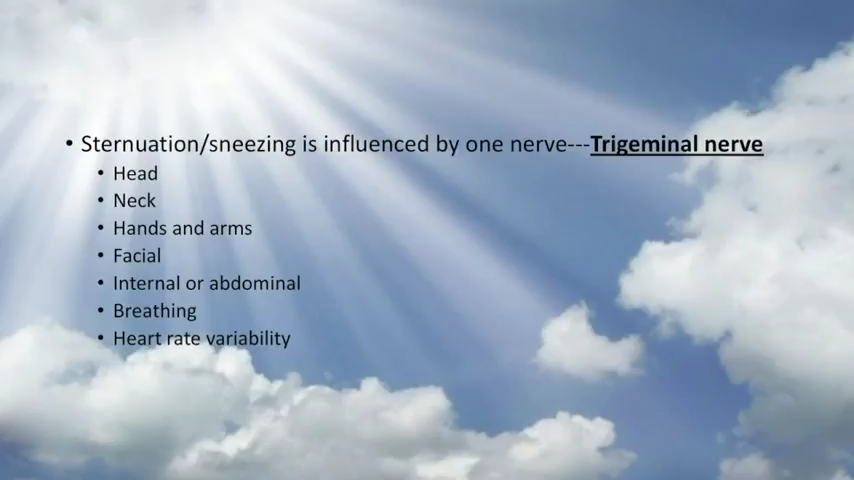 • Sternuation/sneezing is influenced by one nerve---Trigeminal nerve
• Head
• Neck
• Hands and arms
• Facial
• Internal or abdominal
• Breathing
• Heart rate variability